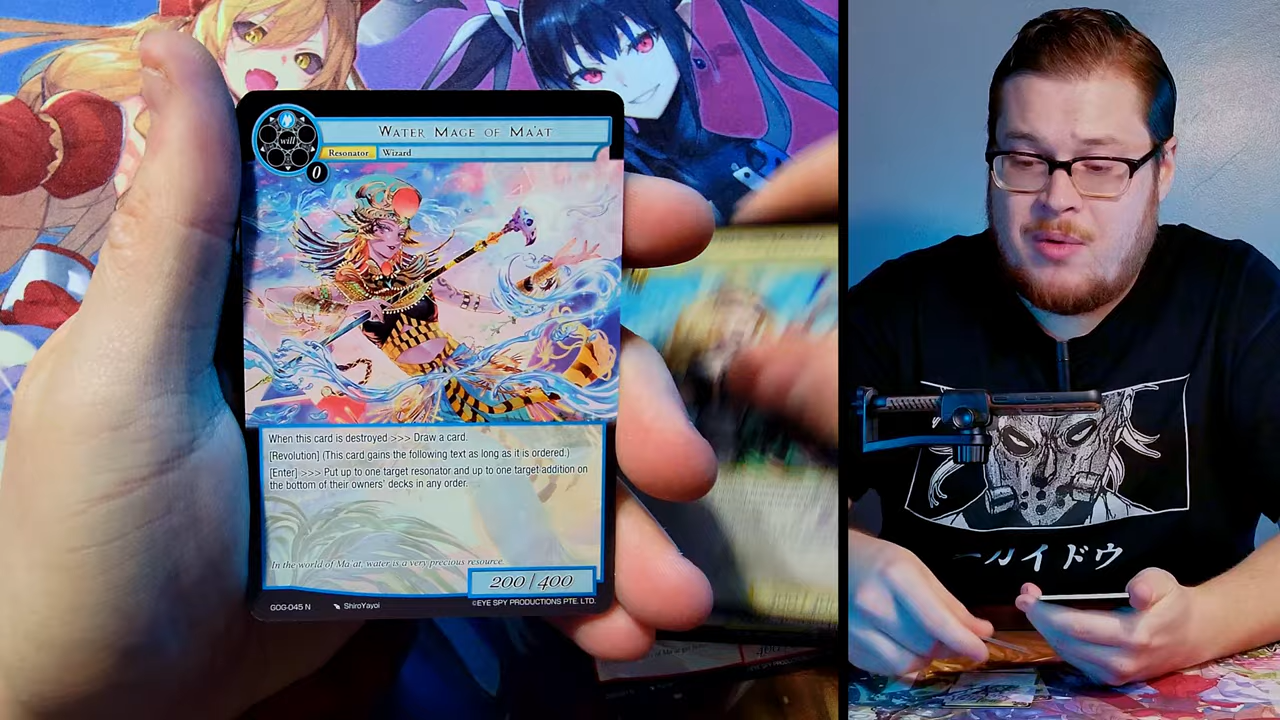 WATER MAGE OF MA'AT
will
Resonator Wizard
0
When this card is destroyed >>> Draw a card.
[Revolution] (This card gains the following text as long as it is ordered.)
[Enter] >>> Put up to one target resonator and up to one target addition on
the bottom of their owners' decks in any order.
In the world of Ma'at, water is a very precious resource.
200 / 400
GOG-045 N ShiroYayoi ©EYE SPY PRODUCTIONS PTE. LTD.
カイドウ